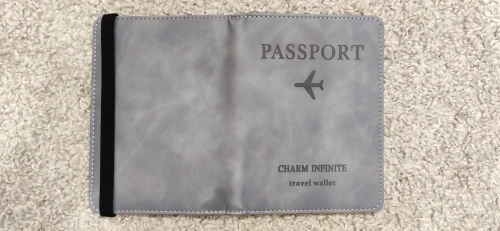 PASSPORT
CHARM INFINITE
travel wallet